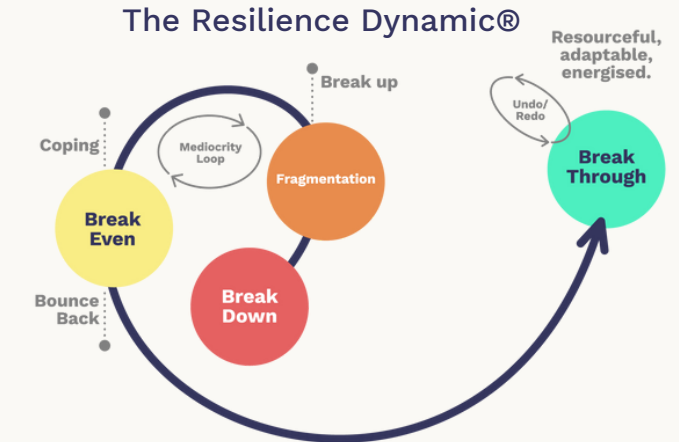 The Resilience Dynamic®
Resourceful,
adaptable,
energised.
Break up
Undo/
Redo
Coping
Mediocrity
Loop
Fragmentation
Break
Through
Break
Even
Bounce
Back
Break
Down